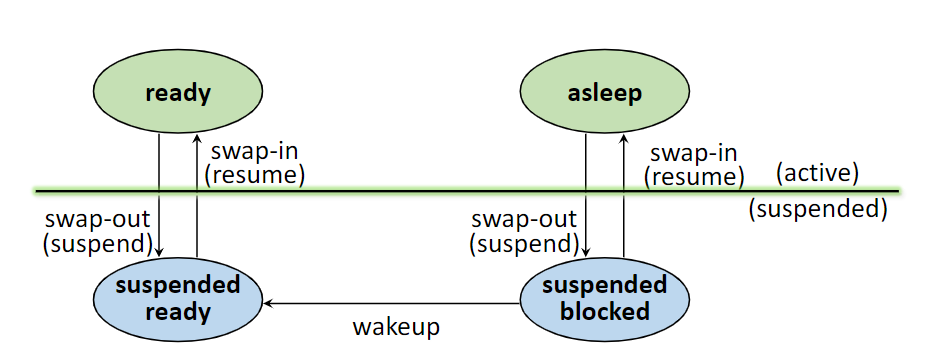 ready
asleep
swap-in
(resume)
swap-in
(resume)
(active)
(suspended)
swap-out
(suspend)
swap-out
(suspend)
suspended
ready
suspended
blocked
wakeup